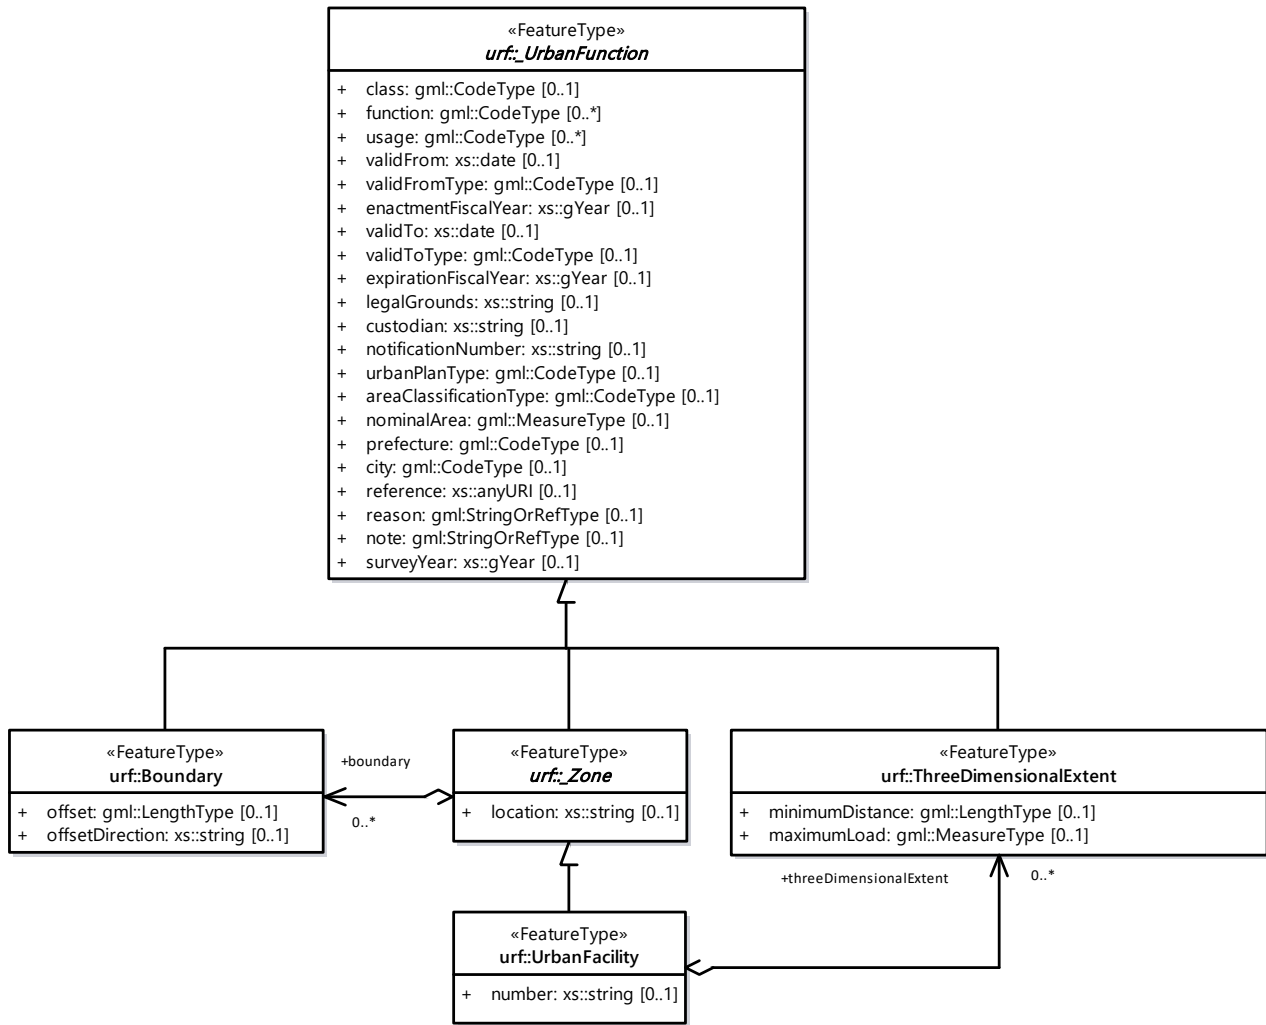 «FeatureType»
urf::_UrbanFunction
+ class: gml::CodeType [0..1]
+ function: gml::CodeType [0..*]
+ usage: gml::CodeType [0..*]
+ validFrom: xs::date [0..1]
+ validFromType: gml::CodeType [0..1]
+ enactmentFiscalYear: xs::gYear [0..1]
+ validTo: xs::date [0..1]
+ validToType: gml::CodeType [0..1]
+ expirationFiscalYear: xs::gYear [0..1]
+ legalGrounds: xs::string [0..1]
+ custodian: xs::string [0..1]
+ notificationNumber: xs::string [0..1]
+ urbanPlanType: gml::CodeType [0..1]
+ areaClassificationType: gml::CodeType [0..1]
+ nominalArea: gml::MeasureType [0..1]
+ prefecture: gml::CodeType [0..1]
+ city: gml::CodeType [0..1]
+ reference: xs::anyURI [0..1]
+ reason: gml:StringOrRefType [0..1]
+ note: gml:StringOrRefType [0..1]
+ surveyYear: xs::gYear [0..1]
«FeatureType»
urf::Boundary
+ offset: gml::LengthType [0..1]
+ offsetDirection: xs::string [0..1]
+boundary
0..*
«FeatureType»
urf::_Zone
+ location: xs::string [0..1]
«FeatureType»
urf::ThreeDimensionalExtent
+ minimumDistance: gml::LengthType [0..1]
+ maximumLoad: gml::MeasureType [0..1]
+threeDimensionalExtent
0..*
«FeatureType»
urf::UrbanFacility
+ number: xs::string [0..1]